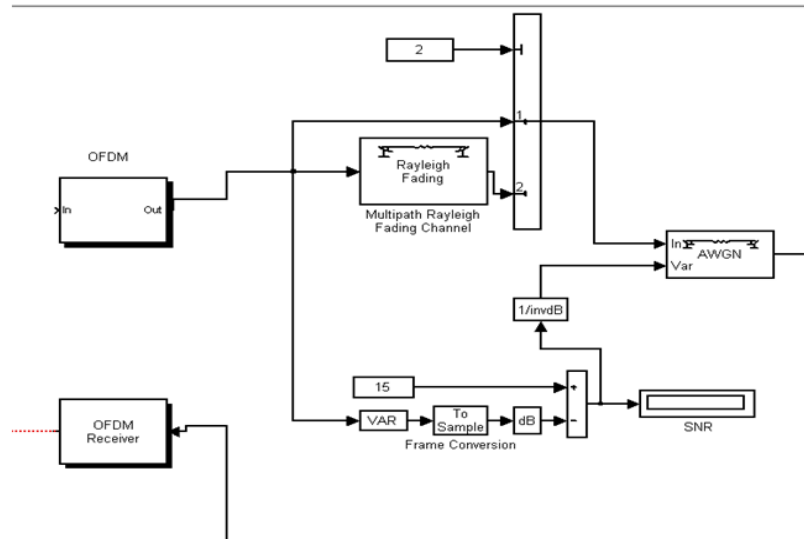 2
OFDM
In
Out
Rayleigh
Fading
Multipath Rayleigh
Fading Channel
1
2
In
Var
AWGN
1/invdB
15
+
-
VAR
To
Sample
dB
Frame Conversion
SNR
OFDM
Receiver